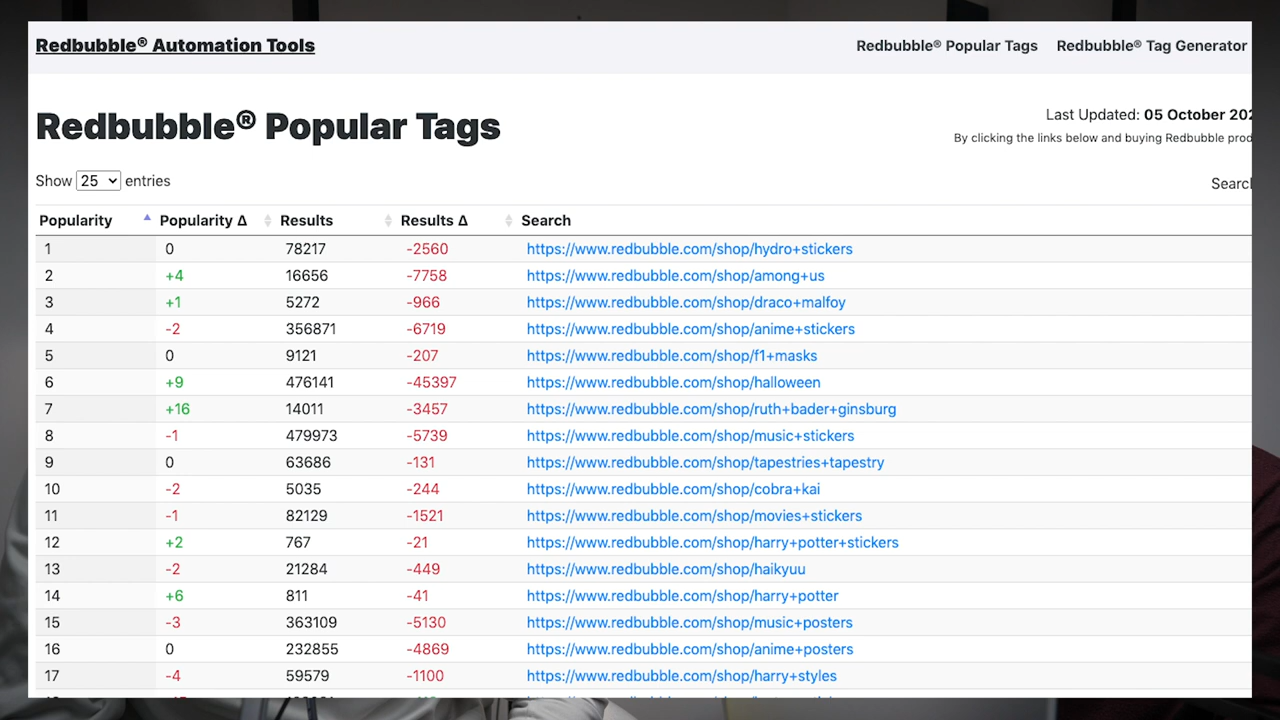 Redbubble® Automation Tools Redbubble® Popular Tags Redbubble® Tag Generator
Redbubble® Popular Tags
Last Updated: 05 October 202
By clicking the links below and buying Redbubble prod
Show 25 entries
Search
Popularity Popularity Δ Results Results Δ Search
1 0 78217 -2560 https://www.redbubble.com/shop/hydro+stickers
2 +4 16656 -7758 https://www.redbubble.com/shop/among+us
3 +1 5272 -966 https://www.redbubble.com/shop/draco+malfoy
4 -2 356871 -6719 https://www.redbubble.com/shop/anime+stickers
5 0 9121 -207 https://www.redbubble.com/shop/f1+masks
6 +9 476141 -45397 https://www.redbubble.com/shop/halloween
7 +16 14011 -3457 https://www.redbubble.com/shop/ruth+bader+ginsburg
8 -1 479973 -5739 https://www.redbubble.com/shop/music+stickers
9 0 63686 -131 https://www.redbubble.com/shop/tapestries+tapestry
10 -2 5035 -244 https://www.redbubble.com/shop/cobra+kai
11 -1 82129 -1521 https://www.redbubble.com/shop/movies+stickers
12 +2 767 -21 https://www.redbubble.com/shop/harry+potter+stickers
13 -2 21284 -449 https://www.redbubble.com/shop/haikyuu
14 +6 811 -41 https://www.redbubble.com/shop/harry+potter
15 -3 363109 -5130 https://www.redbubble.com/shop/music+posters
16 0 232855 -4869 https://www.redbubble.com/shop/anime+posters
17 -4 59579 -1100 https://www.redbubble.com/shop/harry+styles